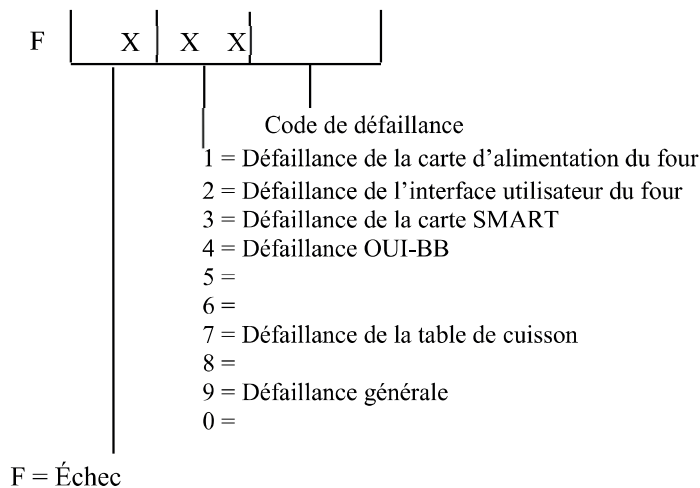 F X X X
Code de défaillance
1 = Défaillance de la carte d’alimentation du four
2 = Défaillance de l’interface utilisateur du four
3 = Défaillance de la carte SMART
4 = Défaillance OUI-BB
5 =
6 =
7 = Défaillance de la table de cuisson
8 =
9 = Défaillance générale
0 =
F = Échec